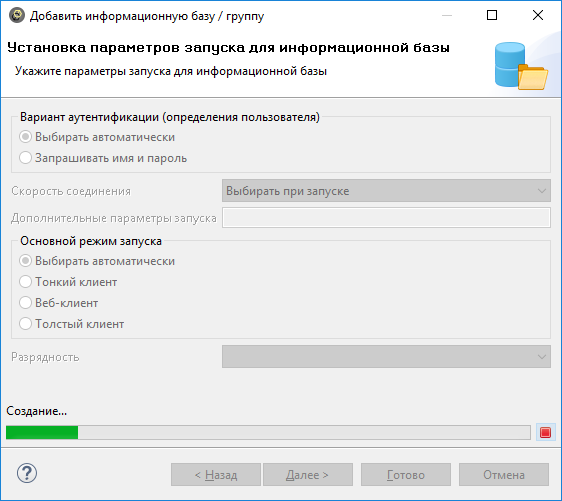 Добавить информационную базу / группу
Установка параметров запуска для информационной базы
Укажите параметры запуска для информационной базы
Вариант аутентификации (определения пользователя)
Выбирать автоматически
Запрашивать имя и пароль
Скорость соединения Выбирать при запуске
Дополнительные параметры запуска
Основной режим запуска
Выбирать автоматически
Тонкий клиент
Веб-клиент
Толстый клиент
Разрядность
Создание...
? < Назад Далее > Готово Отмена